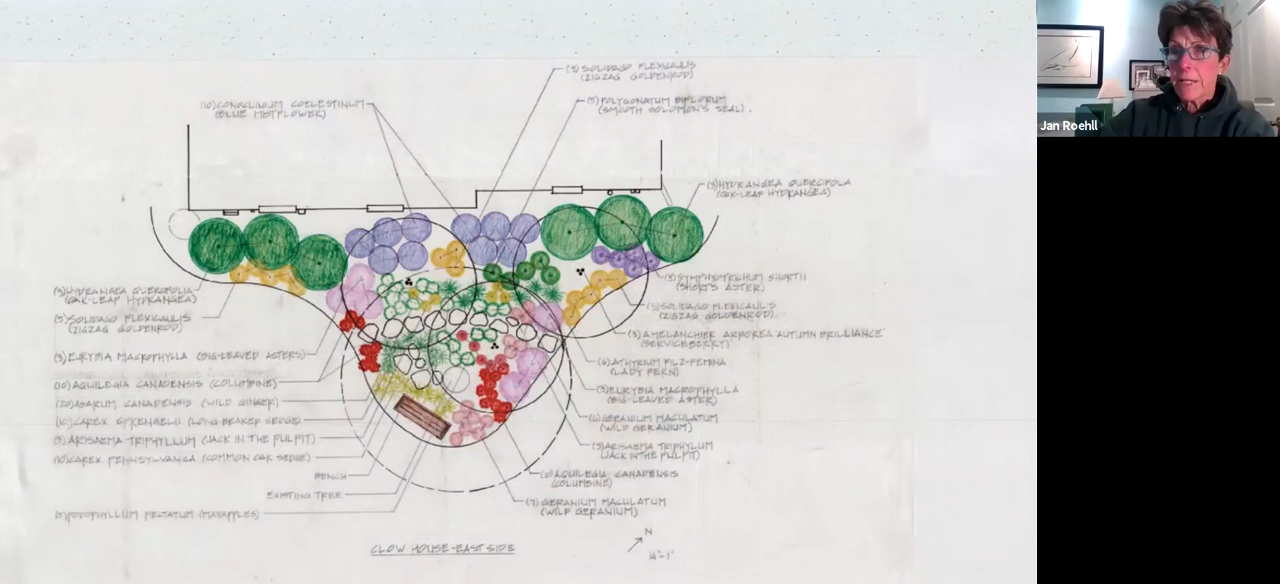 (5) SOLIDAGO FLEXICAULIS
(ZIGZAG GOLDENROD)
(10) CONOCLINIUM COELESTINUM
(BLUE MISTFLOWER)
(5) POLYGONATUM BIFLORUM
(SMOOTH SOLOMON'S SEAL).
Jan Roehll
(3) HYDRANGEA QUERCIFOLIA
(OAK-LEAF HYDRANGEA)
(5) SYMPHYOTRICHUM SHORTII
(SHORT'S ASTER)
(3) HYDRANGEA QUERCIFOLIA
(OAK-LEAF HYDRANGEA)
(5) SOLIDAGO FLEXICAULIS
(ZIGZAG GOLDENROD)
(5) SOLIDAGO FLEXICAULIS
(ZIGZAG GOLDENROD)
(3) AMELANCHIER ARBOREA 'AUTUMN BRILLIANCE'
(SERVICEBERRY)
(3) EURYBIA MACROPHYLLA (BIG-LEAVED ASTERS)
(6) ATHYRIUM FILIX-FEMINA
(LADY FERN)
(10) AQUILEGIA CANADENSIS (COLUMBINE)
(3) EURYBIA MACROPHYLLA
(BIG-LEAVED ASTER)
(20) ASARUM CANADENSIS (WILD GINGER)
(6) GERANIUM MACULATUM
(WILD GERANIUM)
(10) CAREX SPRENGELII (LONG BEAKED SEDGE)
(5) ARISAEMA TRIPHYLLUM (JACK IN THE PULPIT)
(5) ARISAEMA TRIPHYLUM
(JACK IN THE PULPIT)
(10) CAREX PENNSYLVANICA (COMMON OAK SEDGE)
BENCH
(6) AQUILEGIA CANADENSIS
(COLUMBINE)
EXISTING TREE
(7) GERANIUM MACULATUM
(WILD GERANIUM)
PODOPHYLLUM PELTATUM (MAYAPPLES)
CLOW HOUSE-EAST SIDE
N
1/4"=1'